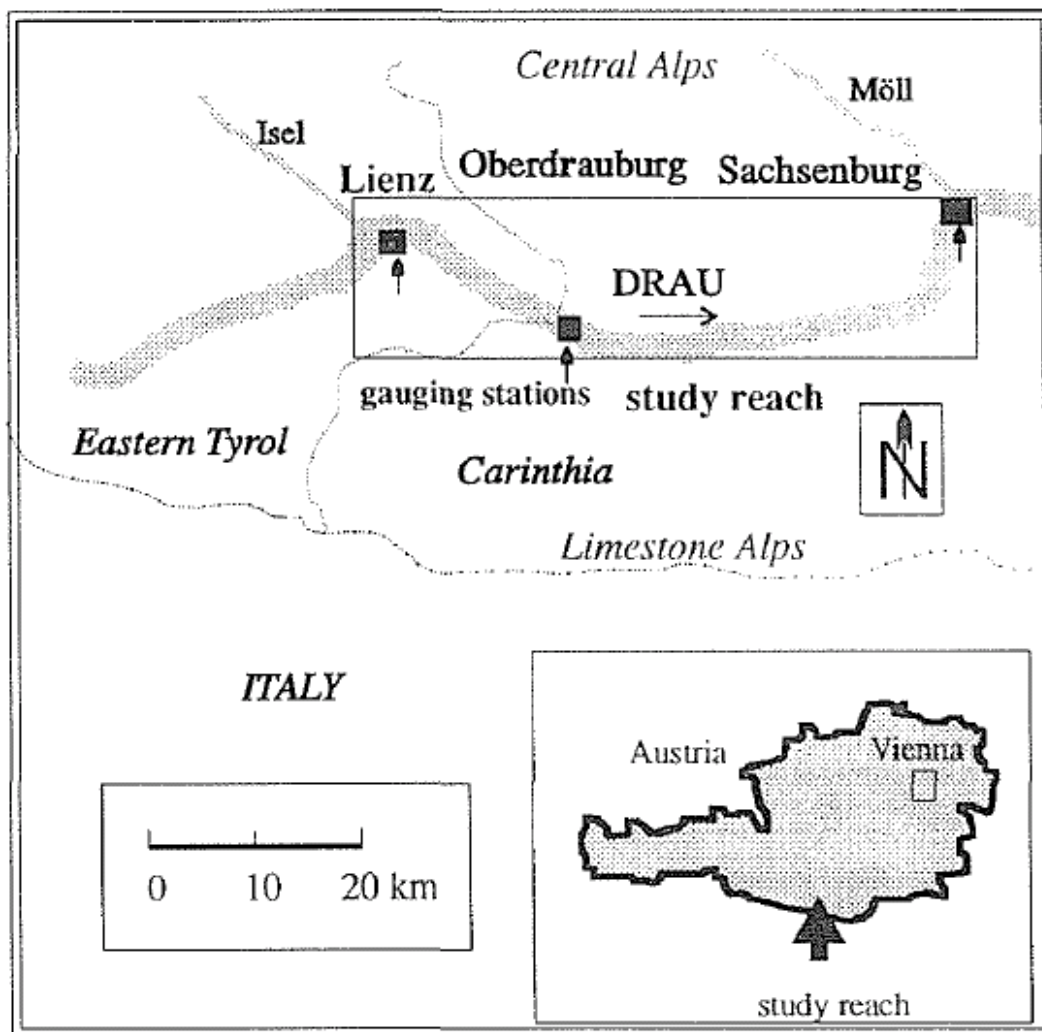 Central Alps
Möll
Isel
Oberdrauburg
Sachsenburg
Lienz
DRAU
gauging stations
study reach
Eastern Tyrol
Carinthia
N
Limestone Alps
ITALY
Austria
Vienna
0 10 20 km
study reach